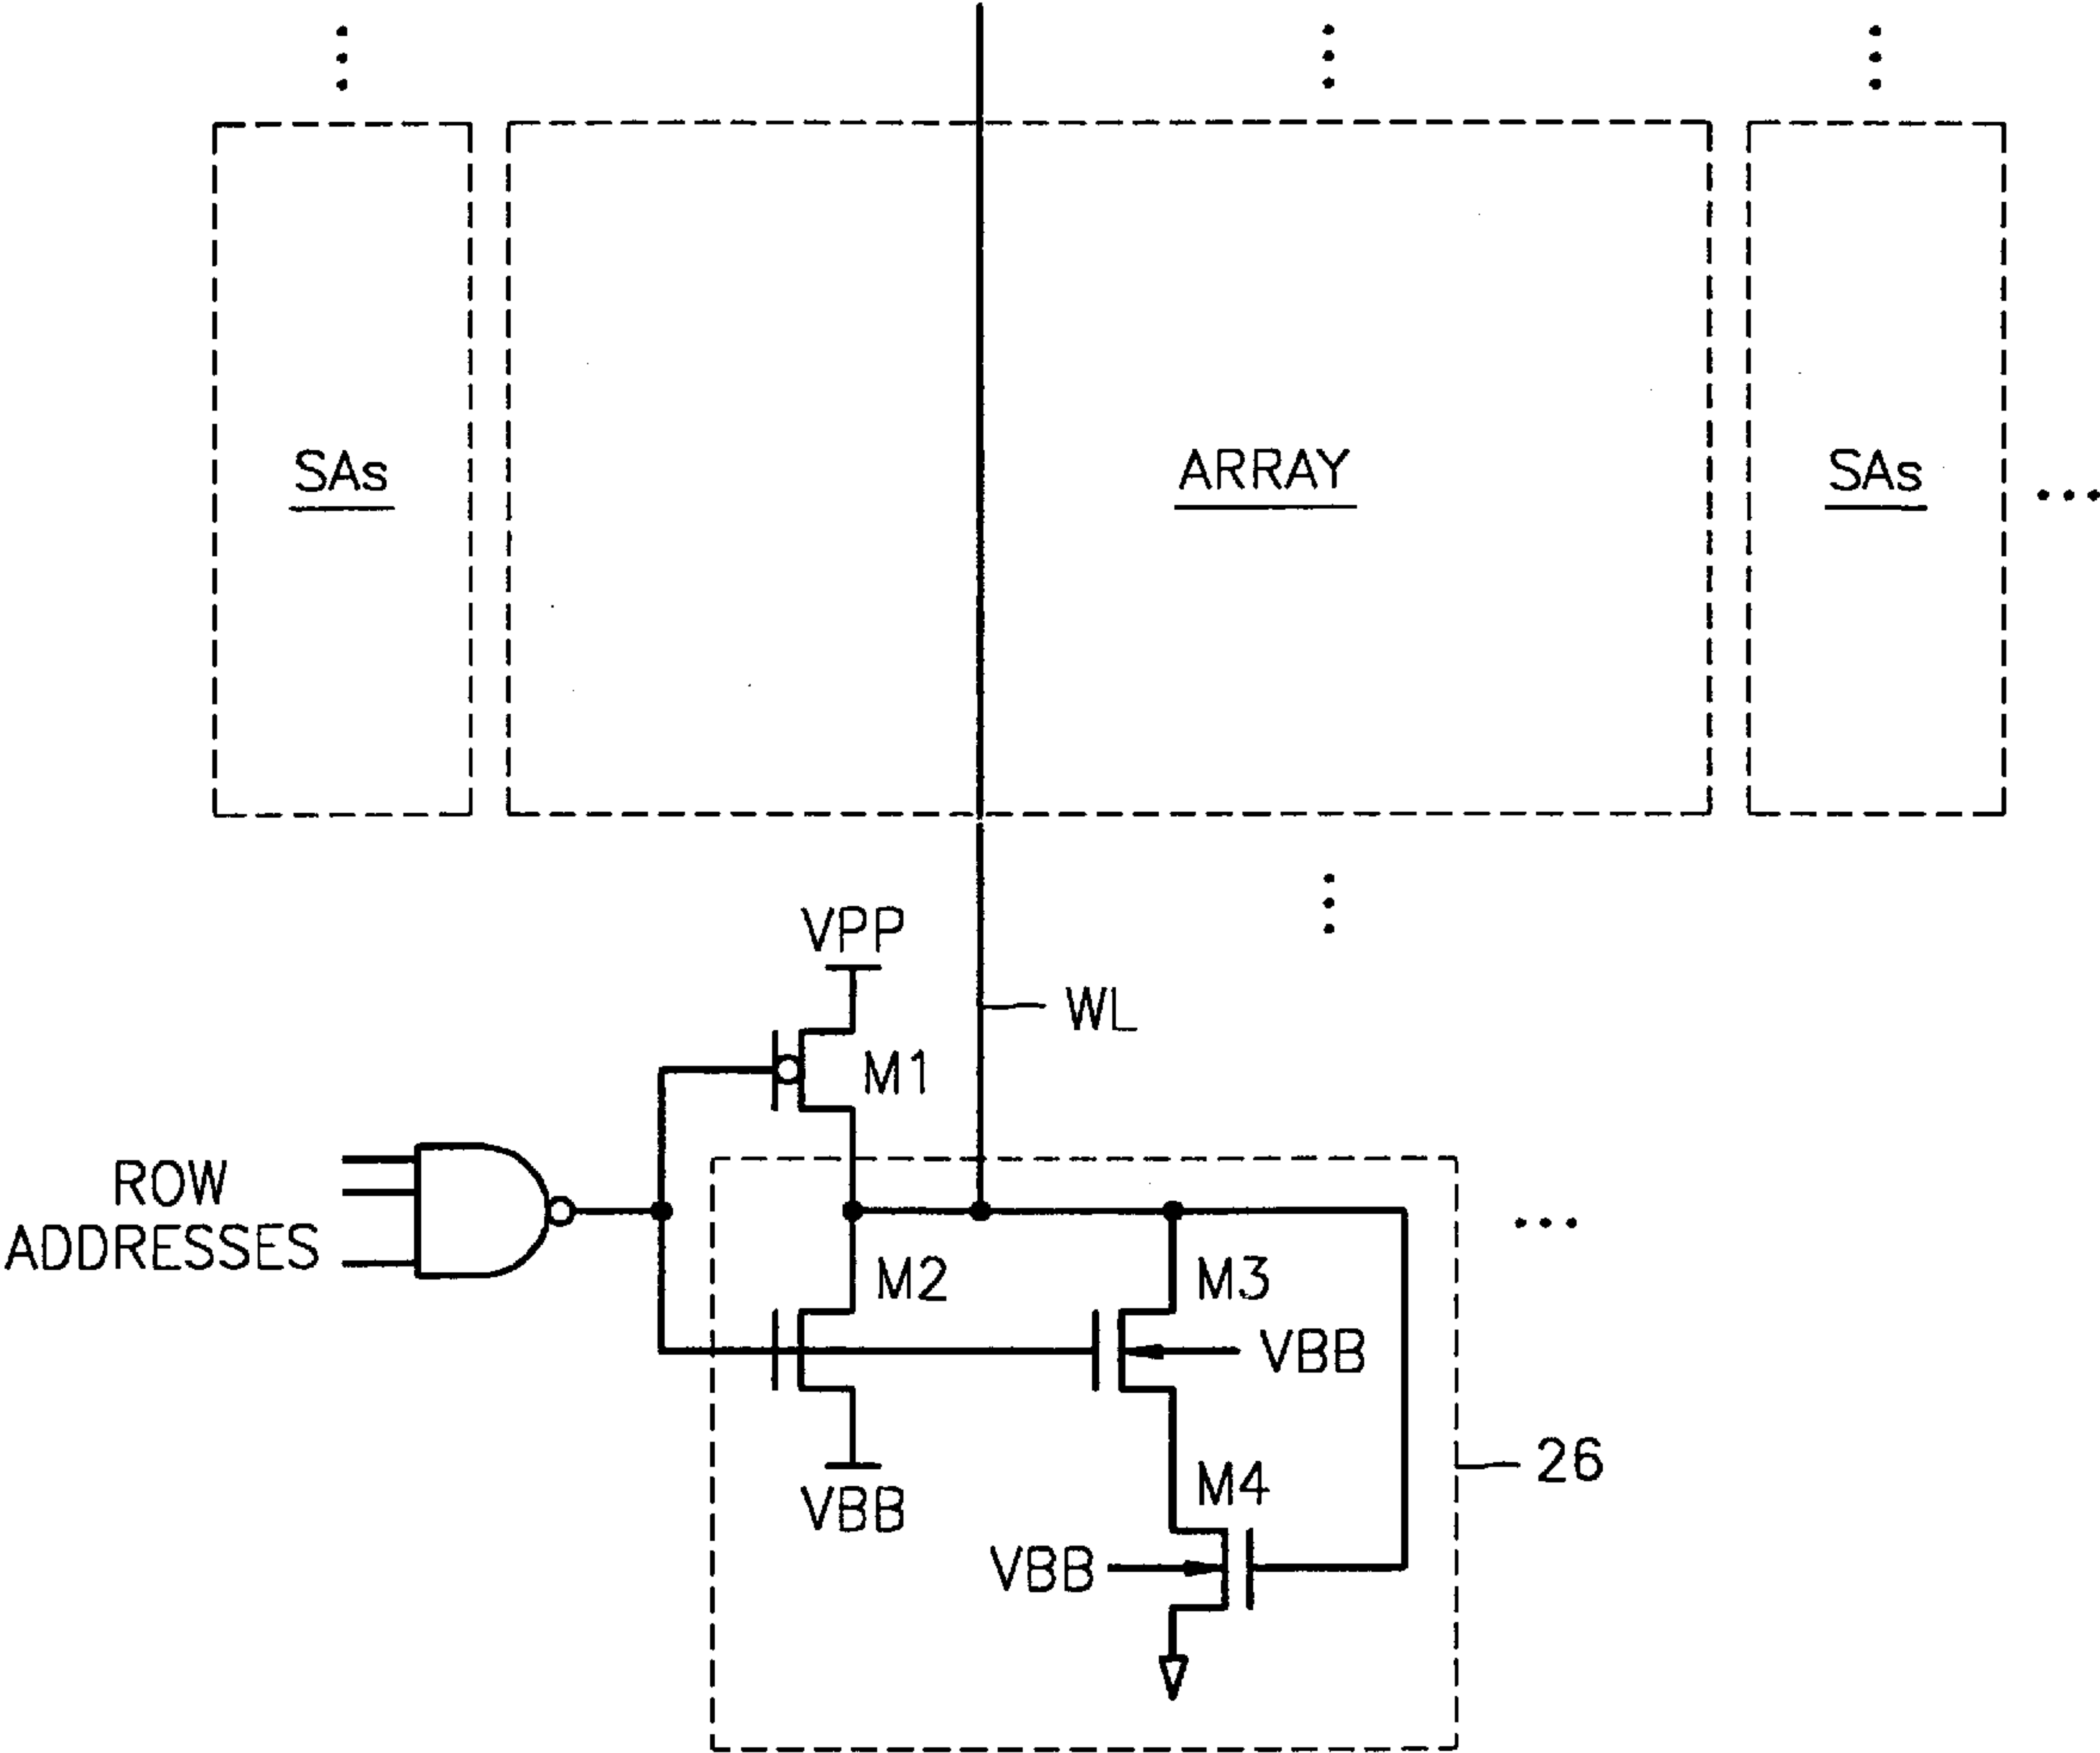 SAs
ARRAY
SAs
VPP
WL
M1
ROW
ADDRESSES
M2
M3
VBB
26
M4
VBB
VBB